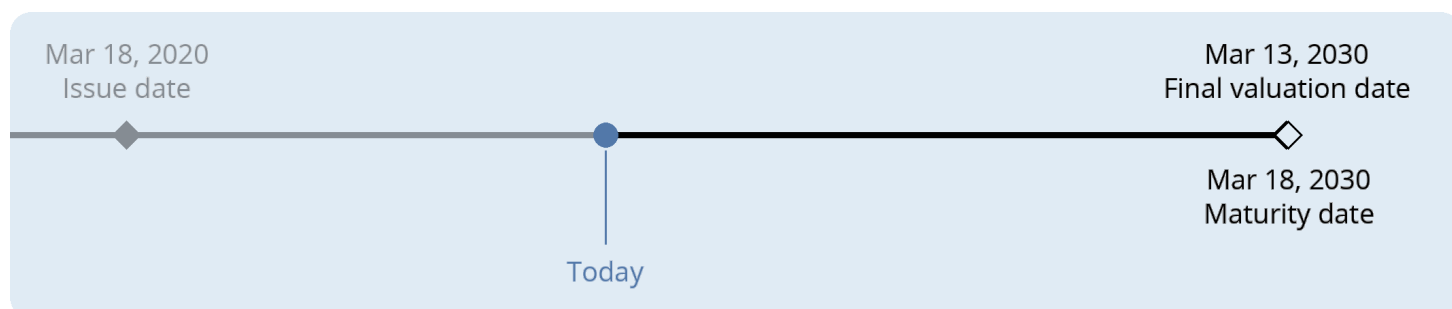 Mar 18, 2020
Issue date
Mar 13, 2030
Final valuation date
Mar 18, 2030
Maturity date
Today